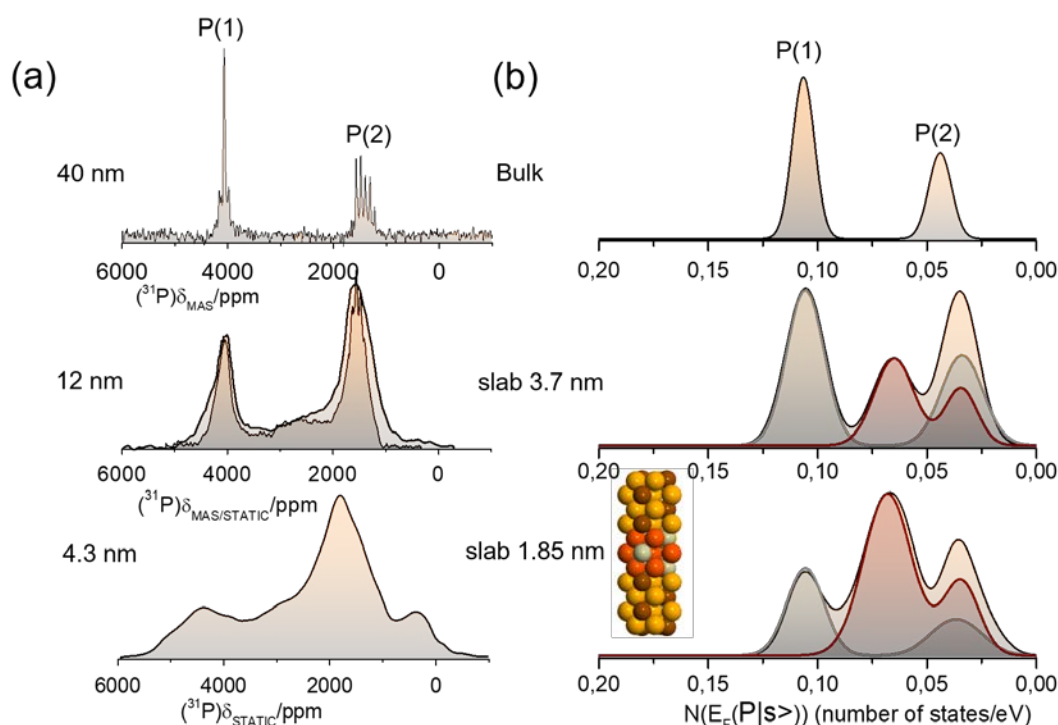 (a)
P(1)
P(2)
40 nm
6000 4000 2000 0
(³¹P)δMAS/ppm
12 nm
6000 4000 2000 0
(³¹P)δMAS/STATIC/ppm
4.3 nm
6000 4000 2000 0
(³¹P)δSTATIC/ppm
(b)
P(1)
P(2)
Bulk
0,20 0,15 0,10 0,05 0,00
slab 3.7 nm
0,20 0,15 0,10 0,05 0,00
slab 1.85 nm
0,20 0,15 0,10 0,05 0,00
N(EF(P|s>)) (number of states/eV)